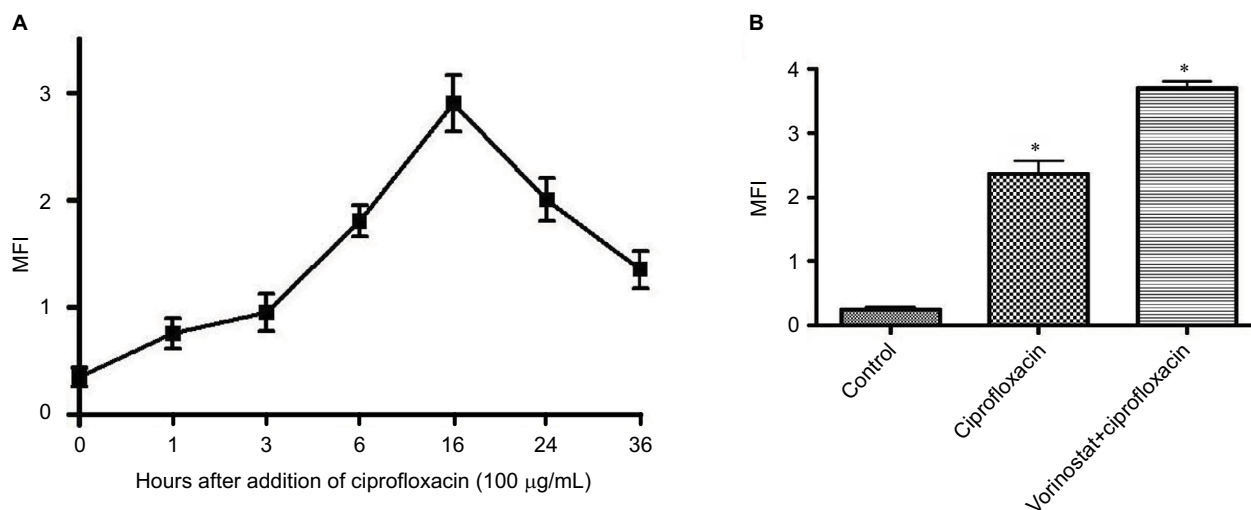 A
MFI
3
2
1
0
0 1 3 6 16 24 36
Hours after addition of ciprofloxacin (100 μg/mL)
B
MFI
4
3
2
1
0
*
*
Control
Ciprofloxacin
Vorinostat+ciprofloxacin